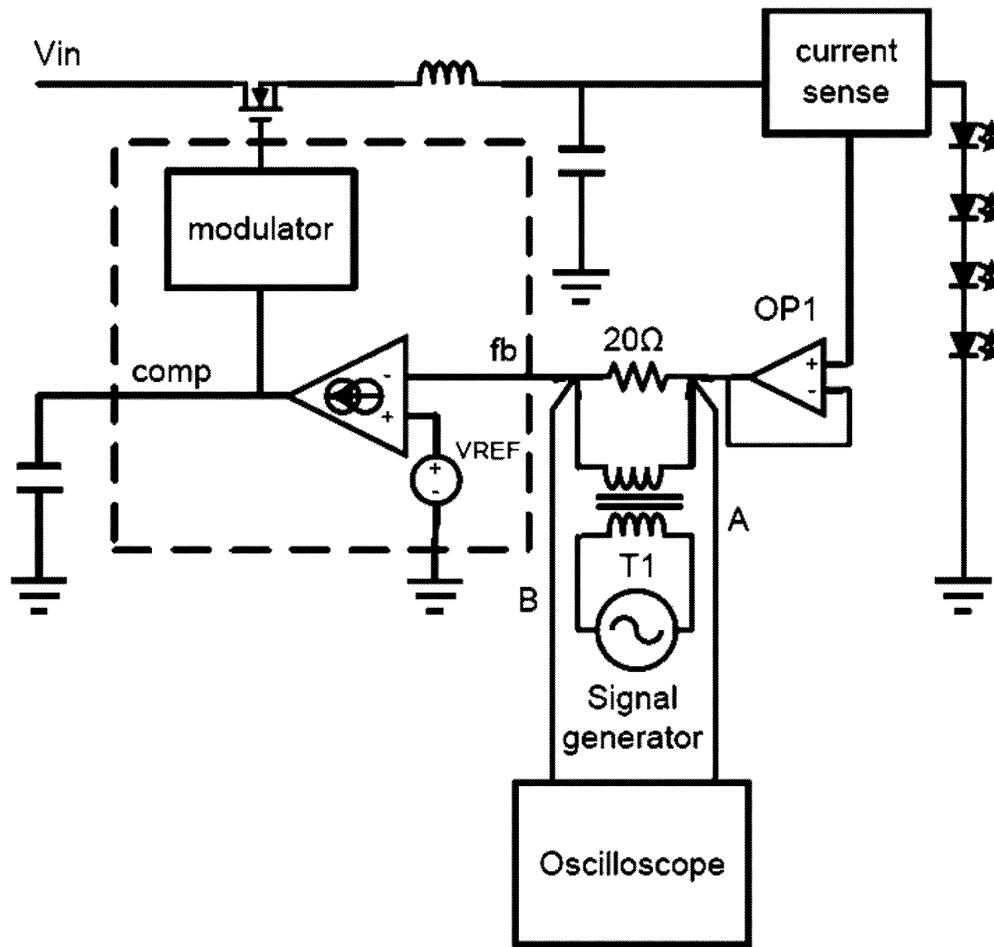 Vin
current
sense
modulator
OP1
20Ω
fb
+
-
comp
-
+
VREF
+
-
A
T1
B
Signal
generator
Oscilloscope